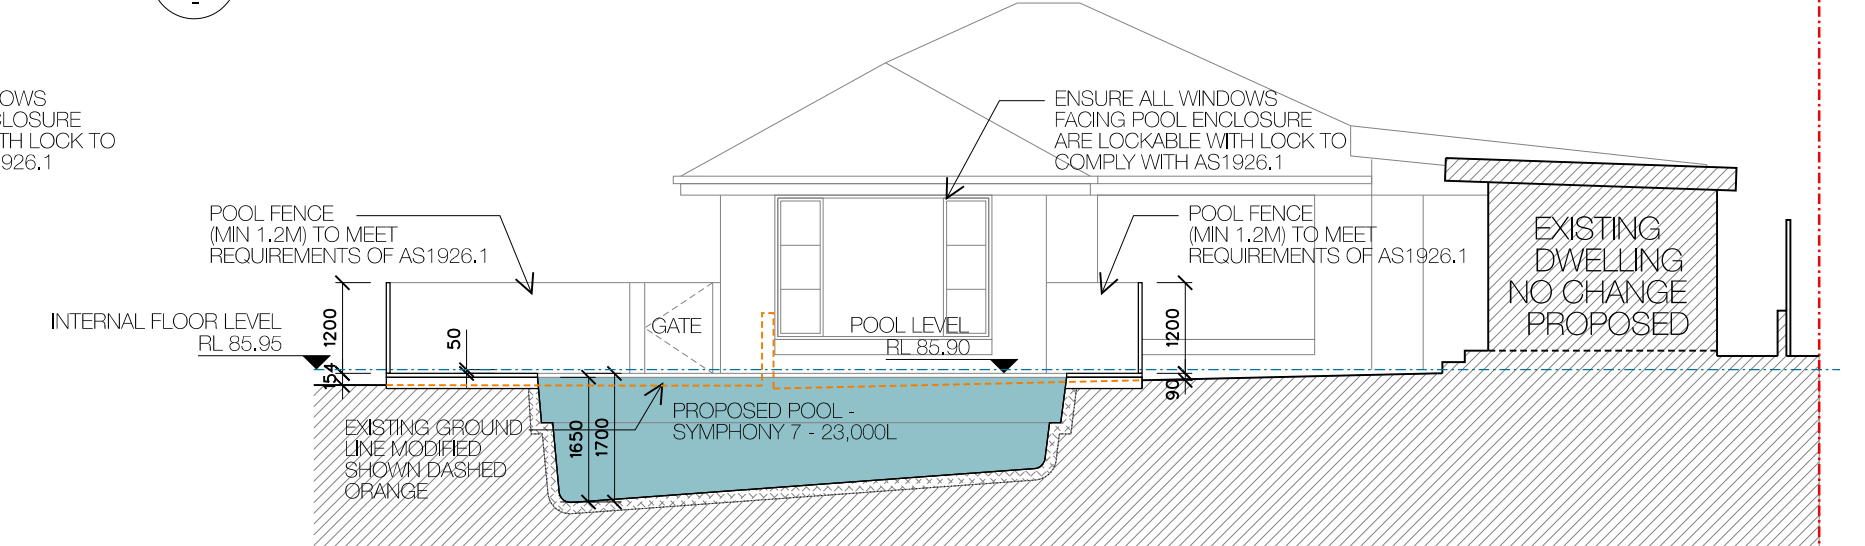 -
OWS
CLOSURE
TH LOCK TO
926.1
ENSURE ALL WINDOWS
FACING POOL ENCLOSURE
ARE LOCKABLE WITH LOCK TO
COMPLY WITH AS1926.1
POOL FENCE
(MIN 1.2M) TO MEET
REQUIREMENTS OF AS1926.1
POOL FENCE
(MIN 1.2M) TO MEET
REQUIREMENTS OF AS1926.1
EXISTING
DWELLING
NO CHANGE
PROPOSED
INTERNAL FLOOR LEVEL
RL 85.95
1200
154
50
GATE
POOL LEVEL
RL 85.90
1200
90
EXISTING GROUND
LINE MODIFIED
SHOWN DASHED
ORANGE
1650
1700
PROPOSED POOL -
SYMPHONY 7 - 23,000L